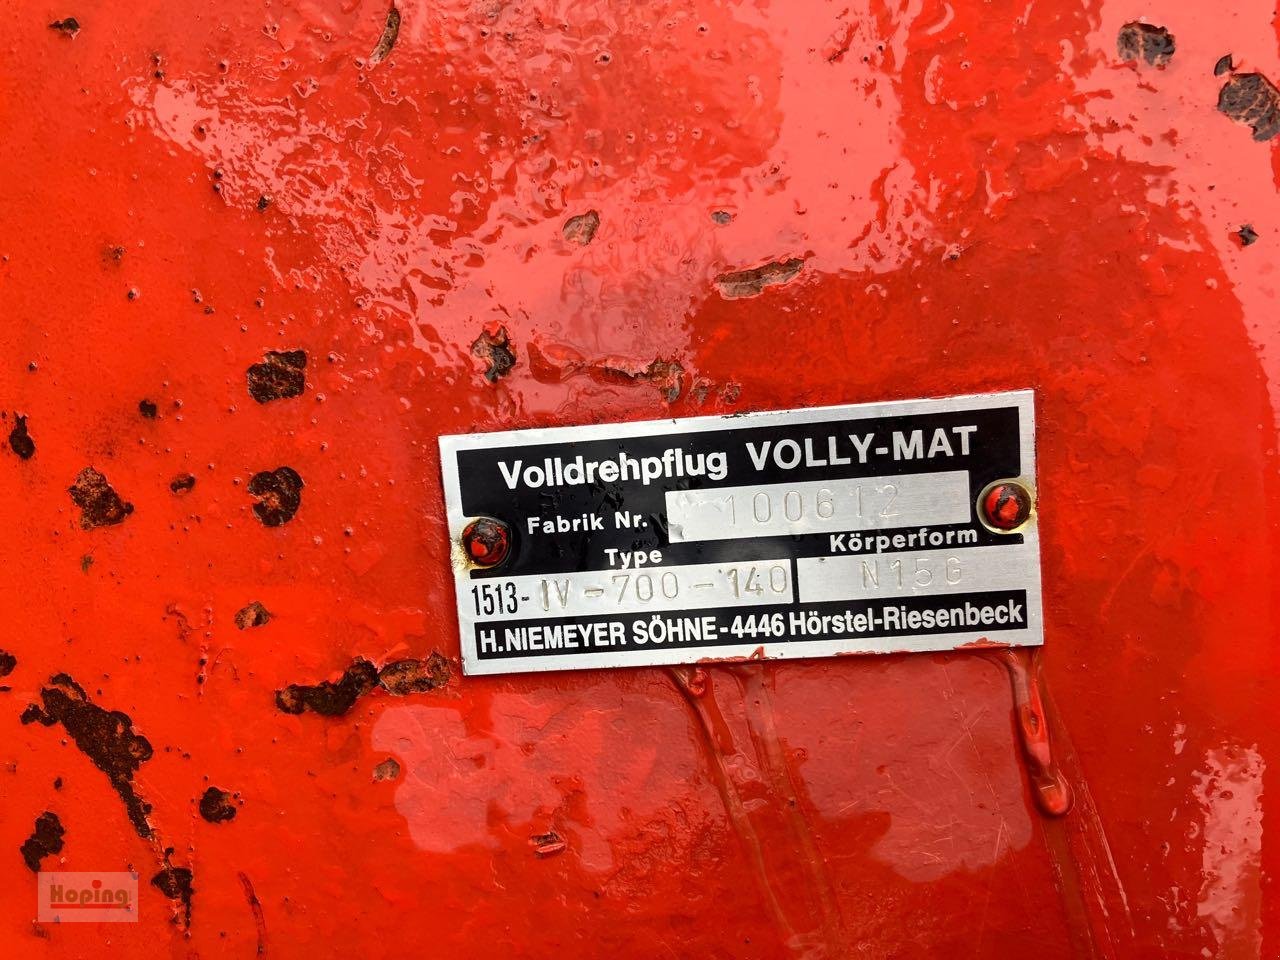 Volldrehpflug VOLLY-MAT
Fabrik Nr. 100612
Type Körperform
1513-IV-700-140 N15G
H.NIEMEYER SÖHNE-4446 Hörstel-Riesenbeck
Hoping